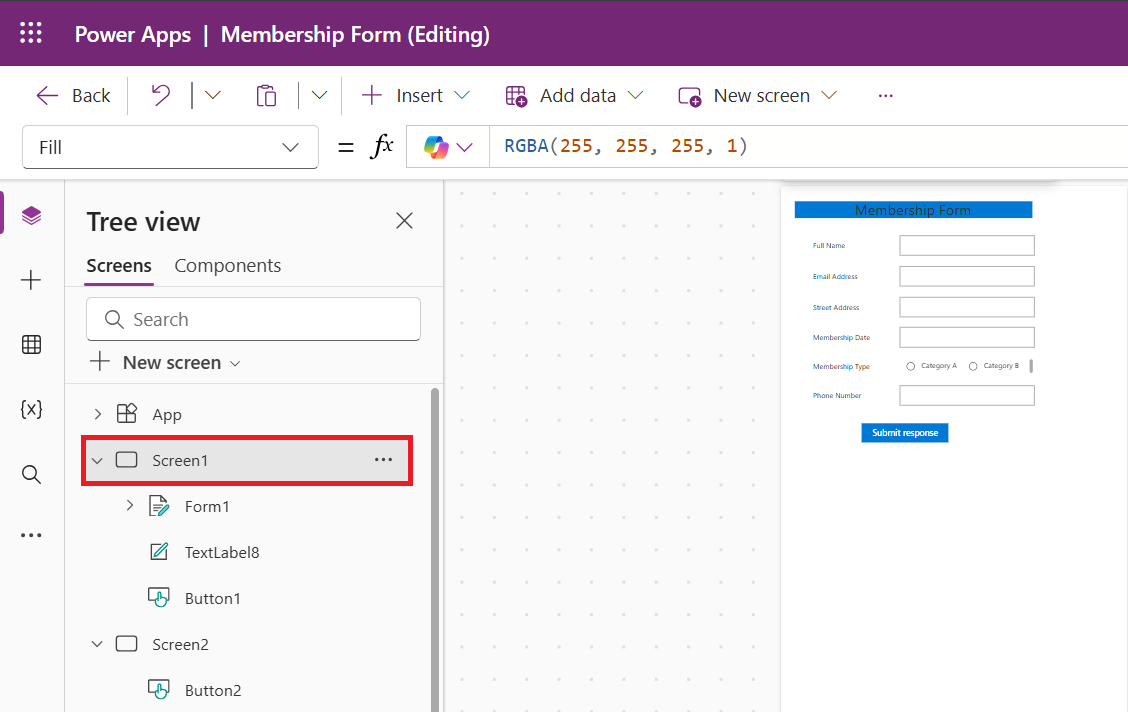 Power Apps | Membership Form (Editing)
Back
Insert
Add data
New screen
...
Fill
= fx
RGBA(255, 255, 255, 1)
Tree view
Screens Components
Search
New screen
App
Screen1 ...
Form1
TextLabel8
Button1
Screen2
Button2
{x}
Membership Form
Full Name
Email Address
Street Address
Membership Date
Membership Type Category A Category B
Phone Number
Submit response